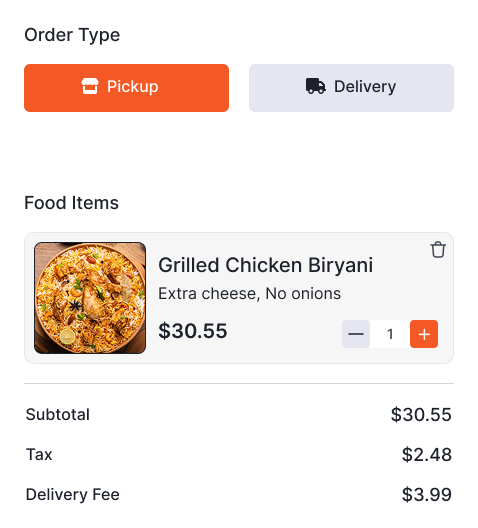 Order Type
Pickup
Delivery
Food Items
Grilled Chicken Biryani
Extra cheese, No onions
$30.55
1
Subtotal
$30.55
Tax
$2.48
Delivery Fee
$3.99